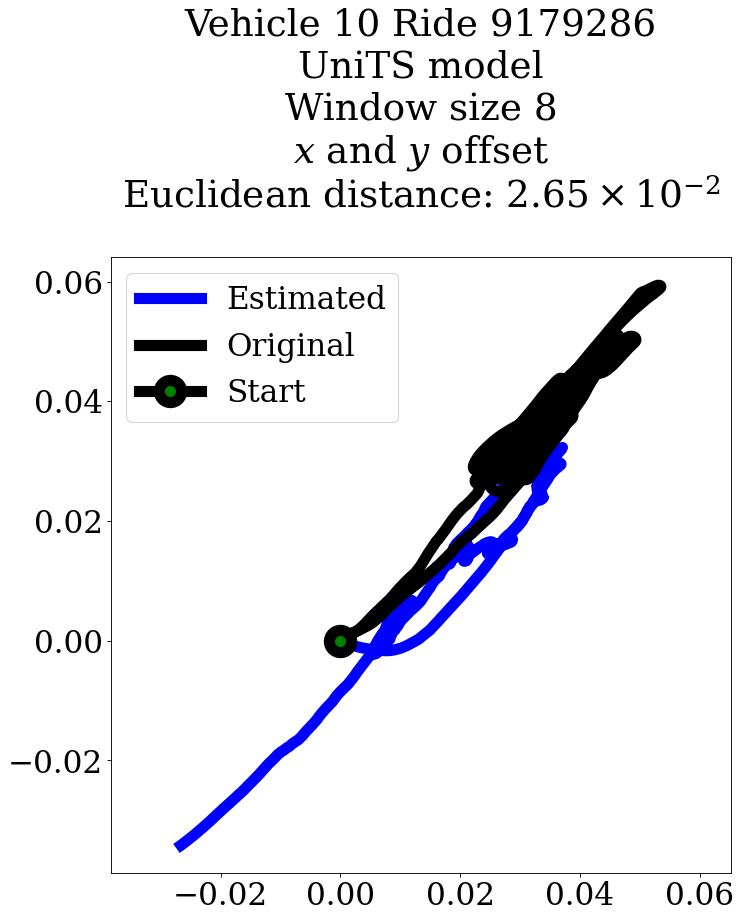 Vehicle 10 Ride 9179286
UniTS model
Window size 8
x and y offset
Euclidean distance: 2.65 × 10⁻²
Estimated
Original
Start
0.06
0.04
0.02
0.00
−0.02
−0.02 0.00 0.02 0.04 0.06